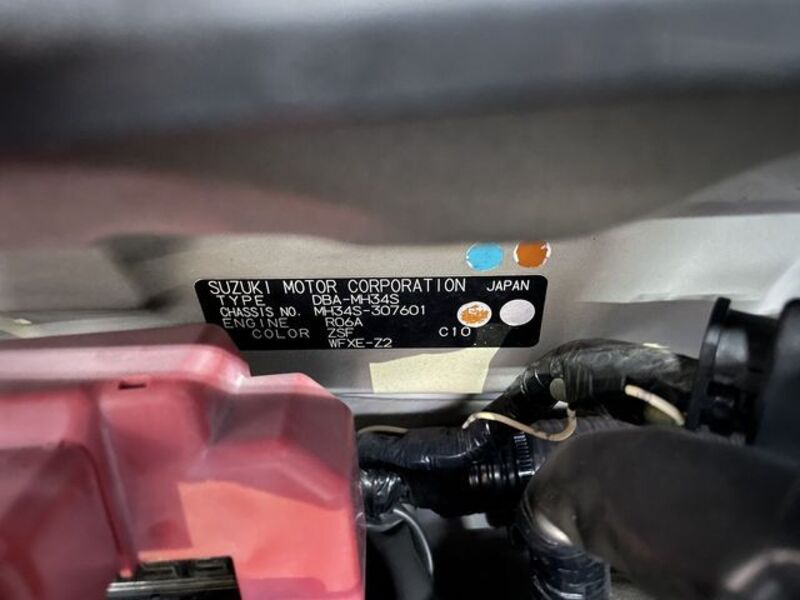 SUZUKI MOTOR CORPORATION JAPAN
TYPE DBA-MH34S
CHASSIS NO. MH34S-307601
ENGINE R06A
COLOR ZSF C10
WFXE-Z2